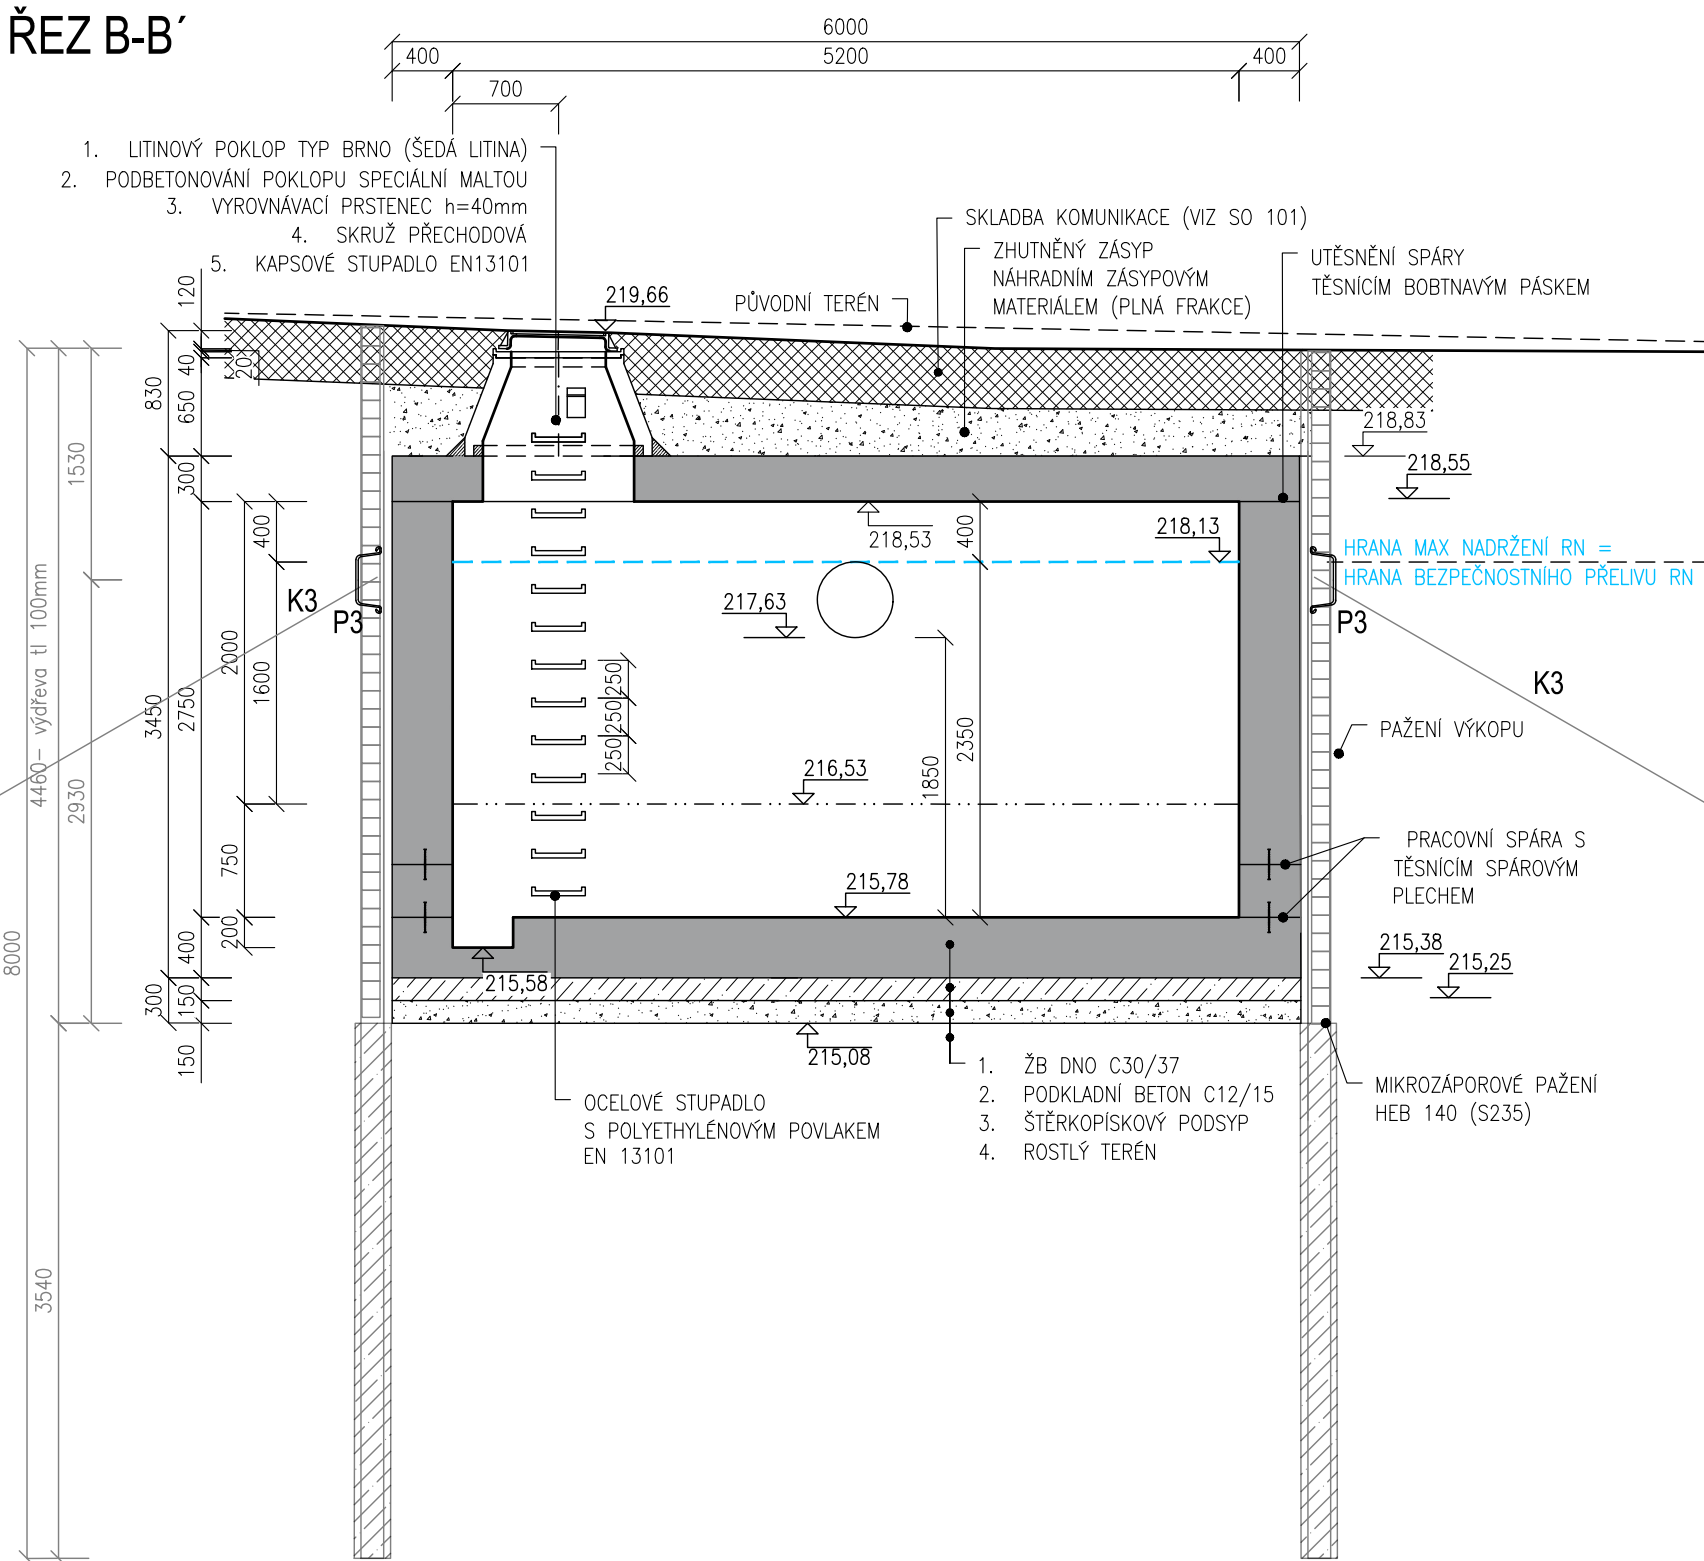 ŘEZ B-B´
6000
400
5200
400
700
1. LITINOVÝ POKLOP TYP BRNO (ŠEDÁ LITINA)
2. PODBETONOVÁNÍ POKLOPU SPECIÁLNÍ MALTOU
3. VYROVNÁVACÍ PRSTENEC h=40mm
4. SKRUŽ PŘECHODOVÁ
5. KAPSOVÉ STUPADLO EN13101
SKLADBA KOMUNIKACE (VIZ SO 101)
ZHUTNĚNÝ ZÁSYP
NÁHRADNÍM ZÁSYPOVÝM
MATERIÁLEM (PLNÁ FRAKCE)
UTĚSNĚNÍ SPÁRY
TĚSNÍCÍM BOBTNAVÝM PÁSKEM
PŮVODNÍ TERÉN
219,66
120
40
20
830
650
300
1530
400
2000
1600
3450
2750
4460– výdřeva tl 100mm
2930
750
200
400
300
150
150
8000
3540
K3
P3
218,83
218,55
218,53
400
218,13
HRANA MAX NADRŽENÍ RN =
HRANA BEZPEČNOSTNÍHO PŘELIVU RN
217,63
P3
K3
250
250
250
2350
1850
216,53
PAŽENÍ VÝKOPU
PRACOVNÍ SPÁRA S
TĚSNÍCÍM SPÁROVÝM
PLECHEM
215,78
215,58
215,38
215,25
215,08
1. ŽB DNO C30/37
2. PODKLADNÍ BETON C12/15
3. ŠTĚRKOPÍSKOVÝ PODSYP
4. ROSTLÝ TERÉN
OCELOVÉ STUPADLO
S POLYETHYLÉNOVÝM POVLAKEM
EN 13101
MIKROZÁPOROVÉ PAŽENÍ
HEB 140 (S235)